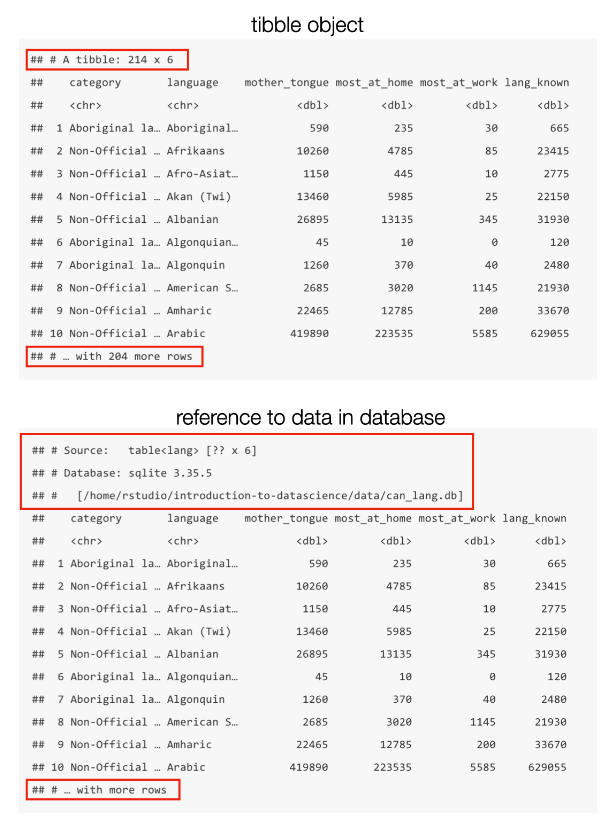 tibble object
## # A tibble: 214 x 6
## category language mother_tongue most_at_home most_at_work lang_known
## <chr> <chr> <dbl> <dbl> <dbl> <dbl>
## 1 Aboriginal la… Aboriginal… 590 235 30 665
## 2 Non-Official … Afrikaans 10260 4785 85 23415
## 3 Non-Official … Afro-Asiat… 1150 445 10 2775
## 4 Non-Official … Akan (Twi) 13460 5985 25 22150
## 5 Non-Official … Albanian 26895 13135 345 31930
## 6 Aboriginal la… Algonquian… 45 10 0 120
## 7 Aboriginal la… Algonquin 1260 370 40 2480
## 8 Non-Official … American S… 2685 3020 1145 21930
## 9 Non-Official … Amharic 22465 12785 200 33670
## 10 Non-Official … Arabic 419890 223535 5585 629055
## # … with 204 more rows
reference to data in database
## # Source: table<lang> [?? x 6]
## # Database: sqlite 3.35.5
## # [/home/rstudio/introduction-to-datascience/data/can_lang.db]
## category language mother_tongue most_at_home most_at_work lang_known
## <chr> <chr> <dbl> <dbl> <dbl> <dbl>
## 1 Aboriginal la… Aboriginal… 590 235 30 665
## 2 Non-Official … Afrikaans 10260 4785 85 23415
## 3 Non-Official … Afro-Asiat… 1150 445 10 2775
## 4 Non-Official … Akan (Twi) 13460 5985 25 22150
## 5 Non-Official … Albanian 26895 13135 345 31930
## 6 Aboriginal la… Algonquian… 45 10 0 120
## 7 Aboriginal la… Algonquin 1260 370 40 2480
## 8 Non-Official … American S… 2685 3020 1145 21930
## 9 Non-Official … Amharic 22465 12785 200 33670
## 10 Non-Official … Arabic 419890 223535 5585 629055
## # … with more rows